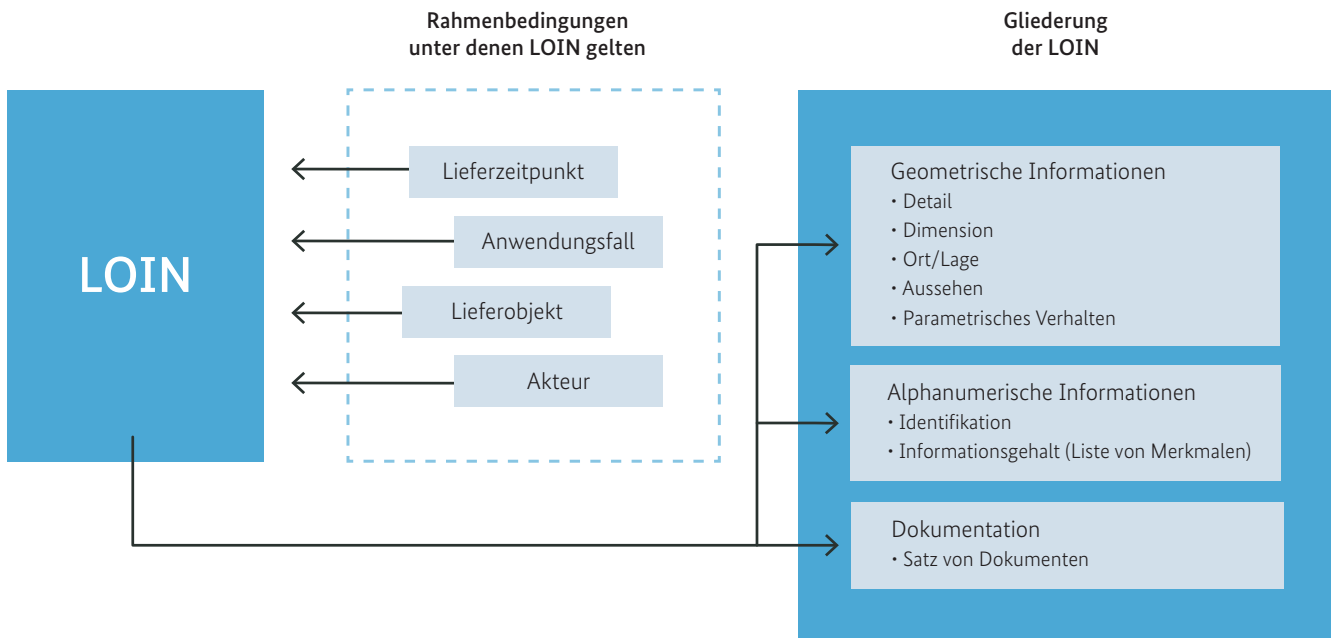 Rahmenbedingungen
unter denen LOIN gelten
Gliederung
der LOIN
LOIN
Lieferzeitpunkt
Anwendungsfall
Lieferobjekt
Akteur
Geometrische Informationen
• Detail
• Dimension
• Ort/Lage
• Aussehen
• Parametrisches Verhalten
Alphanumerische Informationen
• Identifikation
• Informationsgehalt (Liste von Merkmalen)
Dokumentation
• Satz von Dokumenten